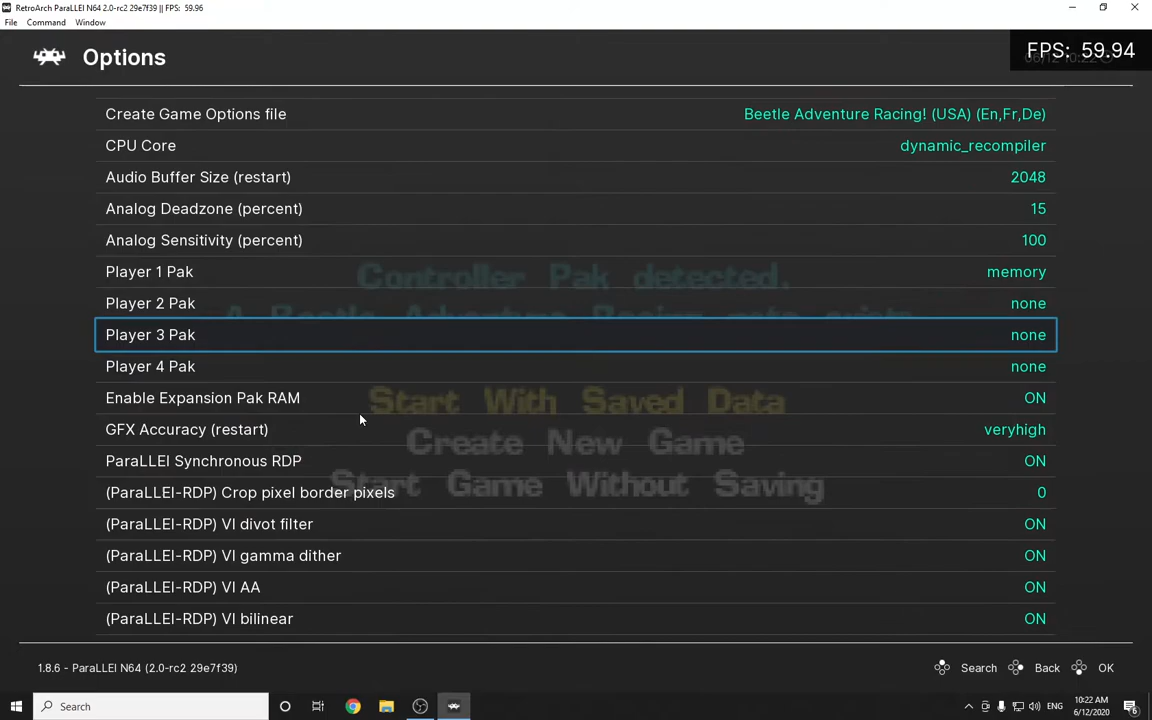 RetroArch ParaLLEl N64 2.0-rc2 29e7f39 || FPS: 59.96
File Command Window
Options
FPS: 59.94
Create Game Options file Beetle Adventure Racing! (USA) (En,Fr,De)
CPU Core dynamic_recompiler
Audio Buffer Size (restart) 2048
Analog Deadzone (percent) 15
Analog Sensitivity (percent) 100
Controller Pak detected.
Player 1 Pak memory
Player 2 Pak none
A Beetle Adventure Racing note exists
Player 3 Pak none
Player 4 Pak none
Enable Expansion Pak RAM ON
Start With Saved Data
GFX Accuracy (restart) veryhigh
Create New Game
ParaLLEl Synchronous RDP ON
Start Game Without Saving
(ParaLLEl-RDP) Crop pixel border pixels 0
(ParaLLEl-RDP) VI divot filter ON
(ParaLLEl-RDP) VI gamma dither ON
(ParaLLEl-RDP) VI AA ON
(ParaLLEl-RDP) VI bilinear ON
1.8.6 - ParaLLEl N64 (2.0-rc2 29e7f39) Search Back OK
Search
ENG
10:22 AM
6/12/2020
6